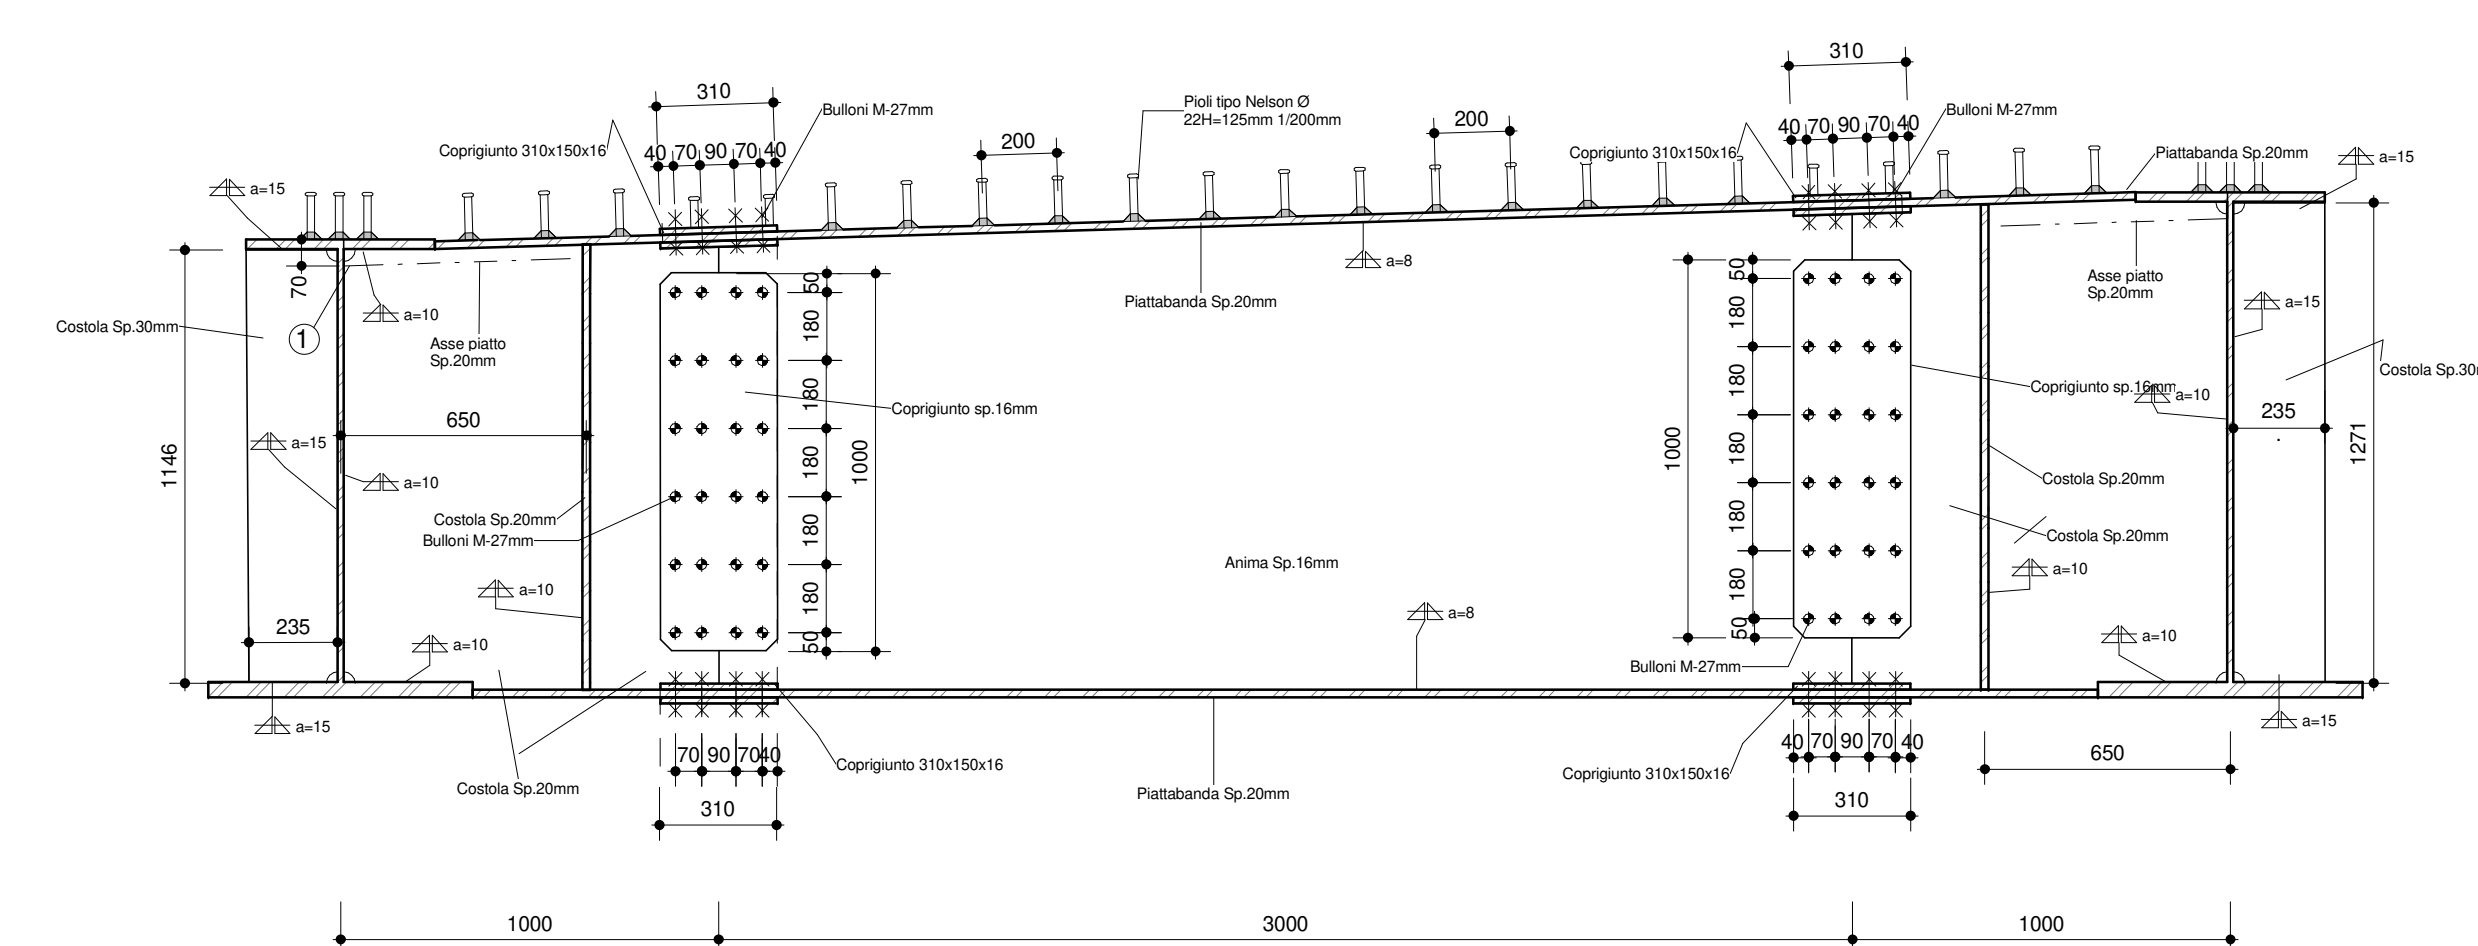 310
310
Bulloni M-27mm
Pioli tipo Nelson Ø
22H=125mm 1/200mm
Bulloni M-27mm
200
200
40 70 90 70 40
40 70 90 70 40
Coprigiunto 310x150x16
Coprigiunto 310x150x16
Piattabanda Sp.20mm
a=15
a=15
70
a=10
Costola Sp.30mm
1
Asse piatto
Sp.20mm
a=8
Piattabanda Sp.20mm
Asse piatto
Sp.20mm
a=15
Costola Sp.30
50
180
180
180
180
180
50
1000
50
180
180
180
180
180
50
1000
Coprigiunto sp.16mm
Coprigiunto sp.16mm
a=10
650
235
1146
1271
a=15
a=10
Costola Sp.20mm
Costola Sp.20mm
Bulloni M-27mm
Costola Sp.20mm
Anima Sp.16mm
a=10
a=10
a=8
235
a=10
a=10
Bulloni M-27mm
a=15
a=15
70 90 70 40
40 70 90 70 40
Coprigiunto 310x150x16
Coprigiunto 310x150x16
650
Costola Sp.20mm
Piattabanda Sp.20mm
310
310
1000
3000
1000